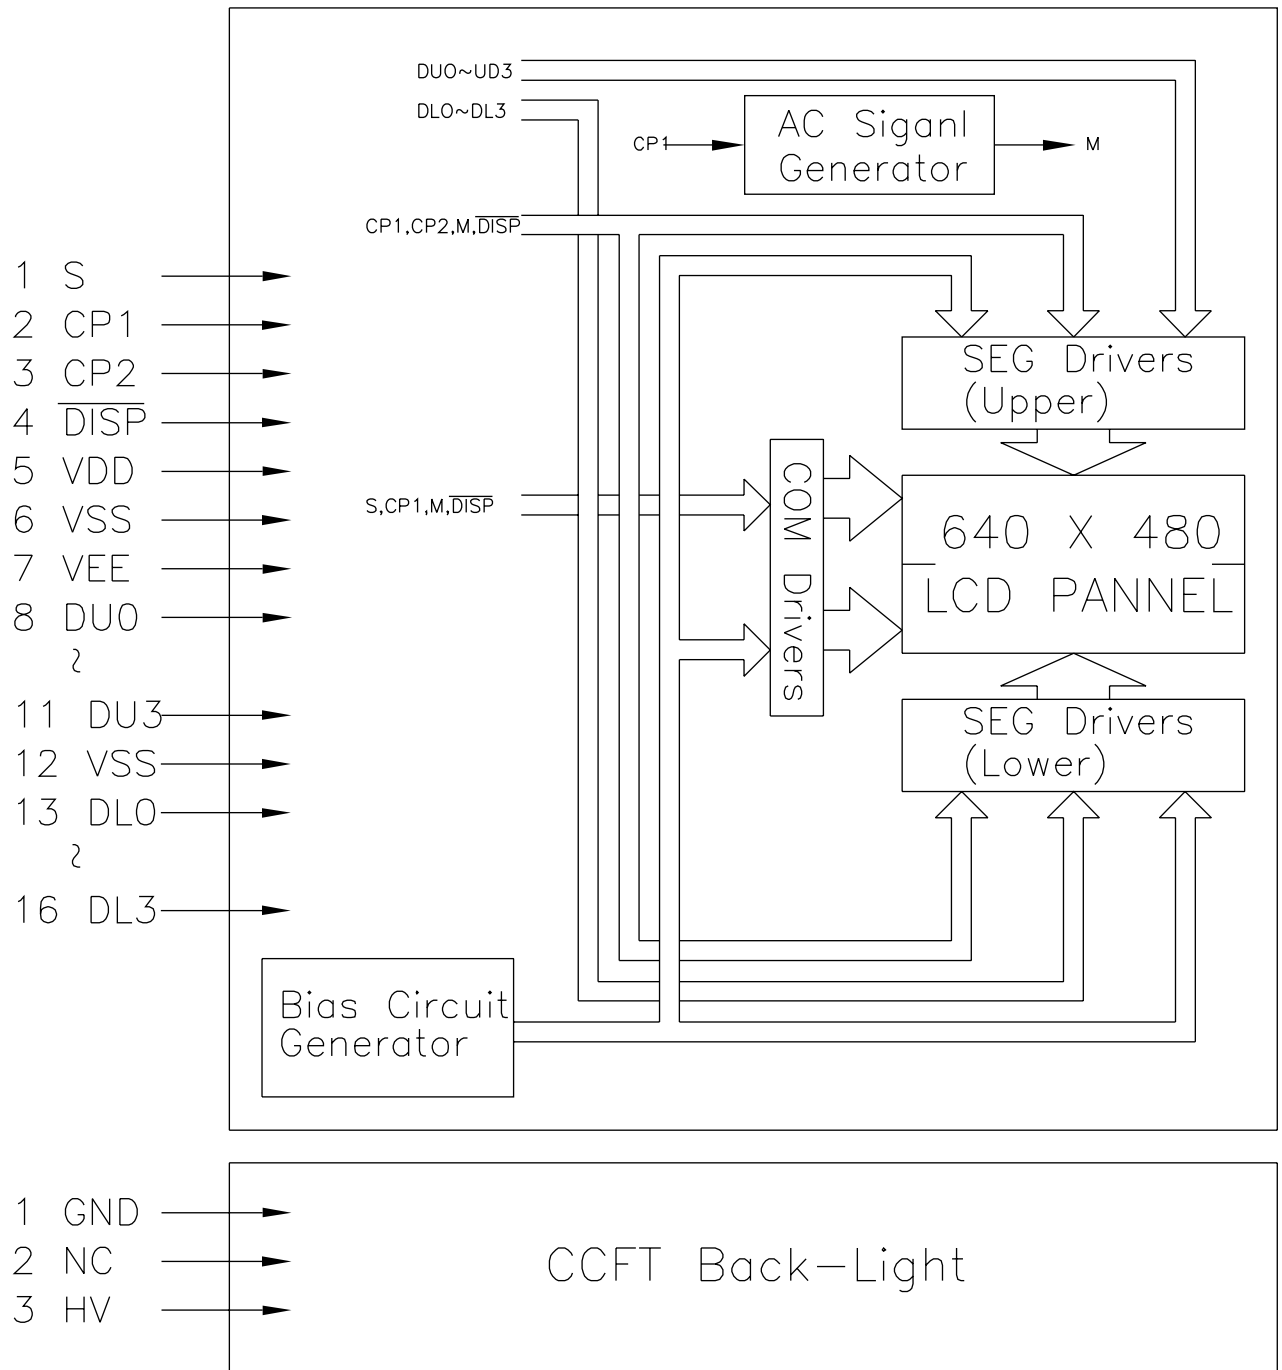 DU0~UD3
DL0~DL3
AC Siganl
Generator
CP1
M
CP1,CP2,M,DISP
1 S
2 CP1
3 CP2
4 DISP
5 VDD
6 VSS
7 VEE
8 DU0
~
11 DU3
12 VSS
13 DL0
~
16 DL3
SEG Drivers
(Upper)
S,CP1,M,DISP
COM Drivers
640 X 480
LCD PANNEL
SEG Drivers
(Lower)
Bias Circuit
Generator
1 GND
2 NC
3 HV
CCFT Back-Light